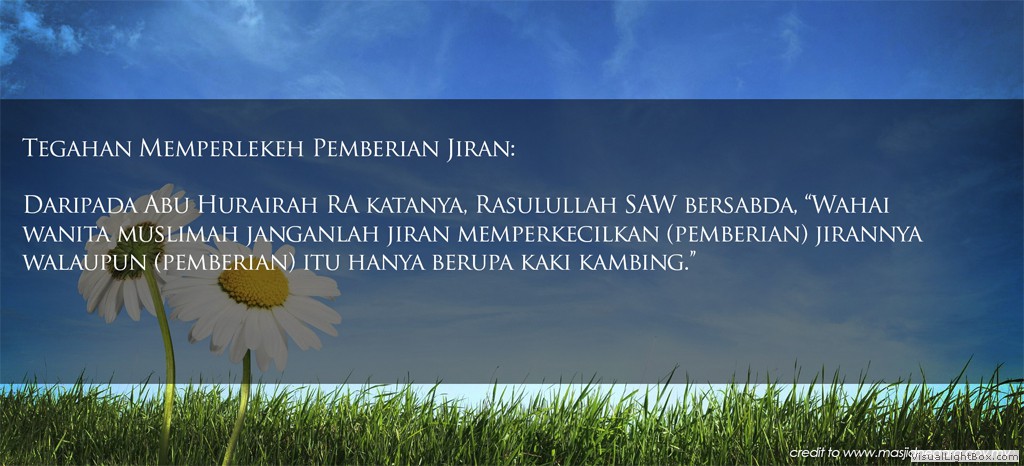 Tegahan Memperlekeh Pemberian Jiran:
Daripada Abu Hurairah RA katanya, Rasulullah SAW bersabda, “Wahai
wanita muslimah janganlah jiran memperkecilkan (pemberian) jirannya
walaupun (pemberian) itu hanya berupa kaki kambing.”
credit to www.masjid
VisualLightBox.com